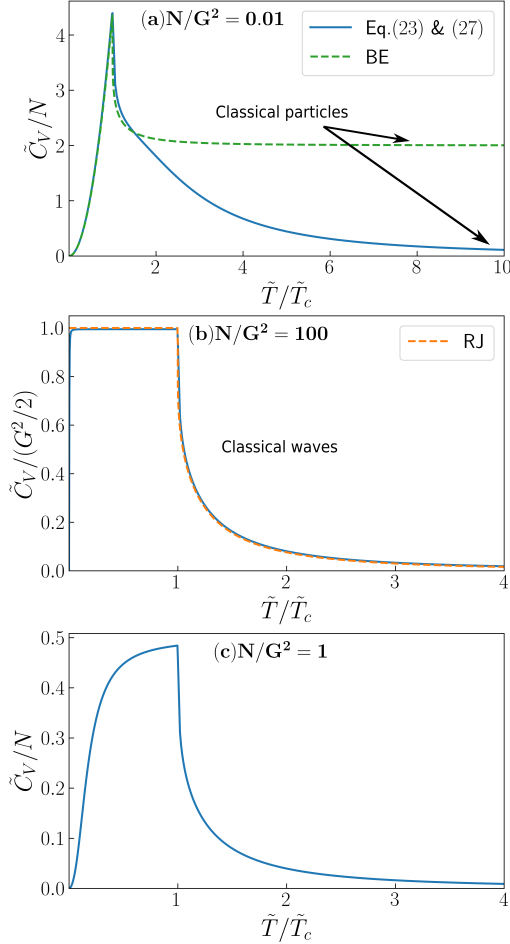 (a)N/G² = 0.01
Eq.(23) & (27)
BE
Classical particles
C̃_V/N
0
1
2
3
4
2
4
6
8
10
T̃/T̃_c
(b)N/G² = 100
RJ
Classical waves
C̃_V/(G²/2)
1.0
0.8
0.6
0.4
0.2
0.0
1
2
3
4
T̃/T̃_c
(c)N/G² = 1
C̃_V/N
0.5
0.4
0.3
0.2
0.1
0.0
1
2
3
4
T̃/T̃_c